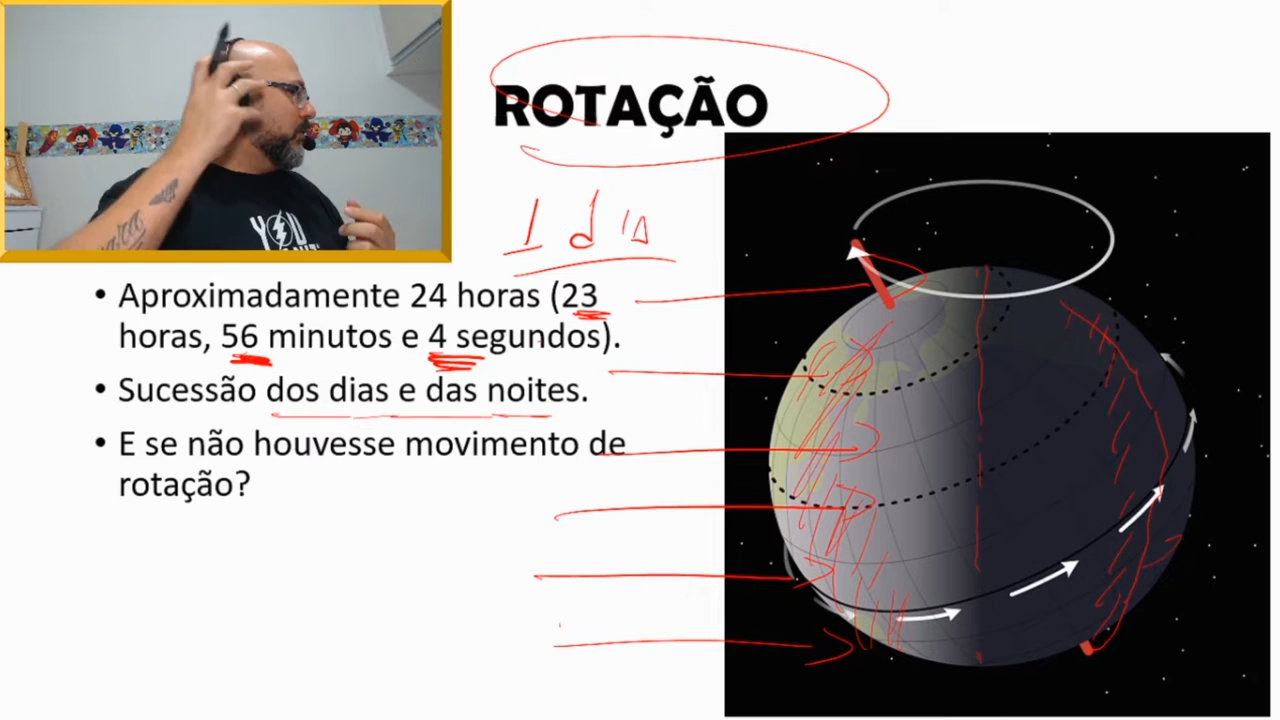 ROTAÇÃO
1 dia
• Aproximadamente 24 horas (23
horas, 56 minutos e 4 segundos).
• Sucessão dos dias e das noites.
• E se não houvesse movimento de
rotação?
YOU